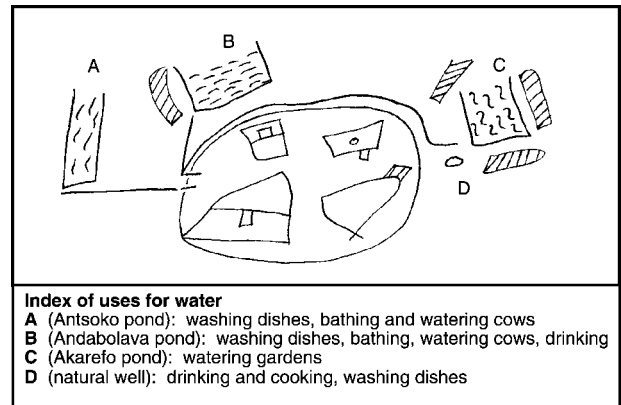 A
B
C
D
Index of uses for water
A (Antsoko pond): washing dishes, bathing and watering cows
B (Andabolava pond): washing dishes, bathing, watering cows, drinking
C (Akarefo pond): watering gardens
D (natural well): drinking and cooking, washing dishes